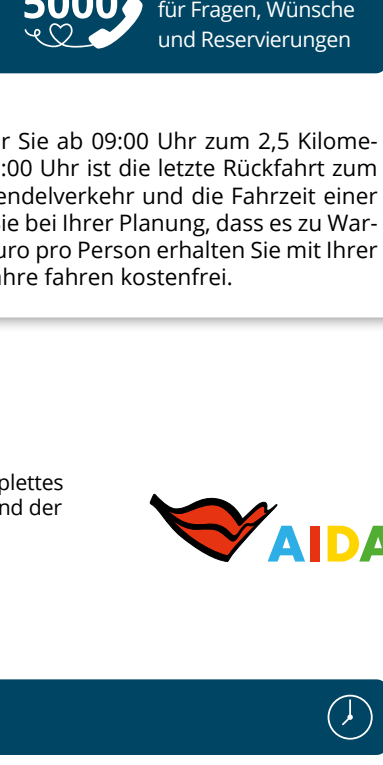 5000
für Fragen, Wünsche
und Reservierungen
r Sie ab 09:00 Uhr zum 2,5 Kilome-
:00 Uhr ist die letzte Rückfahrt zum
endelverkehr und die Fahrzeit einer
ie bei Ihrer Planung, dass es zu War-
uro pro Person erhalten Sie mit Ihrer
hre fahren kostenfrei.
plettes
nd der
AIDA